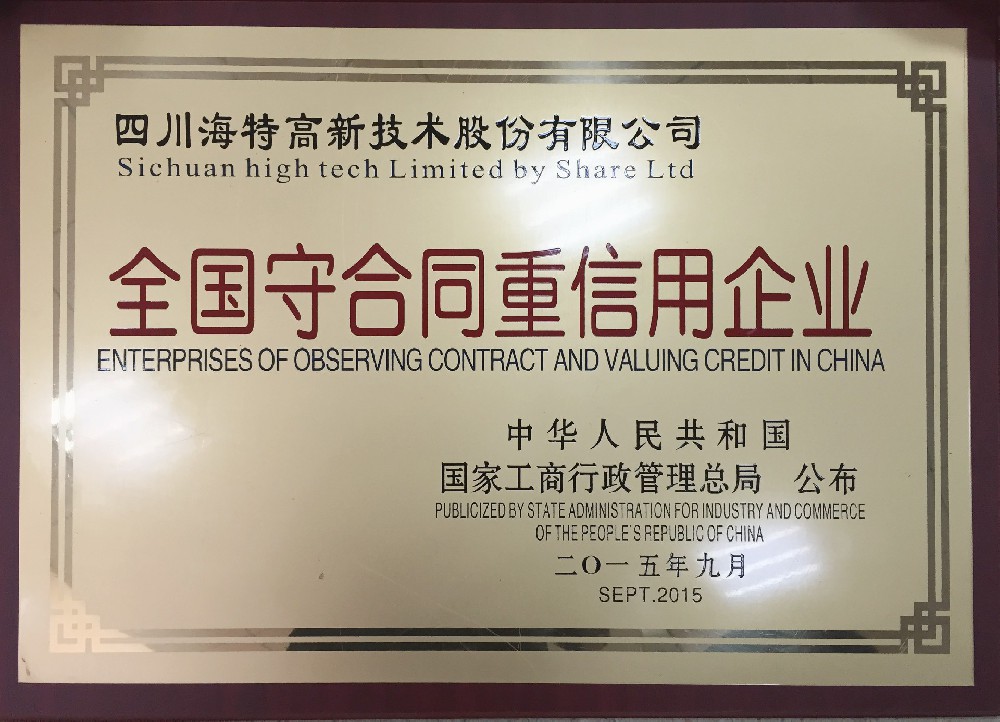 四川海特高新技术股份有限公司
Sichuan high tech Limited by Share Ltd
全国守合同重信用企业
ENTERPRISES OF OBSERVING CONTRACT AND VALUING CREDIT IN CHINA
中华人民共和国
国家工商行政管理总局 公布
PUBLICIZED BY STATE ADMINISTRATION FOR INDUSTRY AND COMMERCE
OF THE PEOPLE'S REPUBLIC OF CHINA
二O一五年九月
SEPT.2015